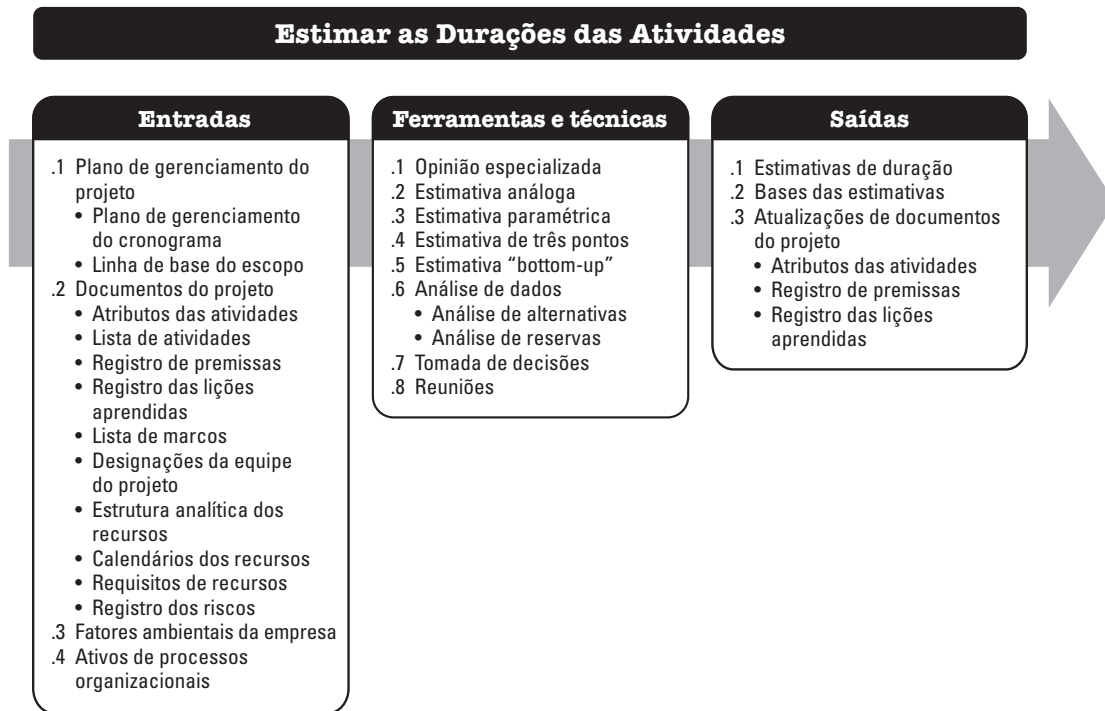 Estimar as Durações das Atividades
Entradas
.1 Plano de gerenciamento do
projeto
• Plano de gerenciamento
do cronograma
• Linha de base do escopo
.2 Documentos do projeto
• Atributos das atividades
• Lista de atividades
• Registro de premissas
• Registro das lições
aprendidas
• Lista de marcos
• Designações da equipe
do projeto
• Estrutura analítica dos
recursos
• Calendários dos recursos
• Requisitos de recursos
• Registro dos riscos
.3 Fatores ambientais da empresa
.4 Ativos de processos
organizacionais
Ferramentas e técnicas
.1 Opinião especializada
.2 Estimativa análoga
.3 Estimativa paramétrica
.4 Estimativa de três pontos
.5 Estimativa “bottom-up”
.6 Análise de dados
• Análise de alternativas
• Análise de reservas
.7 Tomada de decisões
.8 Reuniões
Saídas
.1 Estimativas de duração
.2 Bases das estimativas
.3 Atualizações de documentos
do projeto
• Atributos das atividades
• Registro de premissas
• Registro das lições
aprendidas